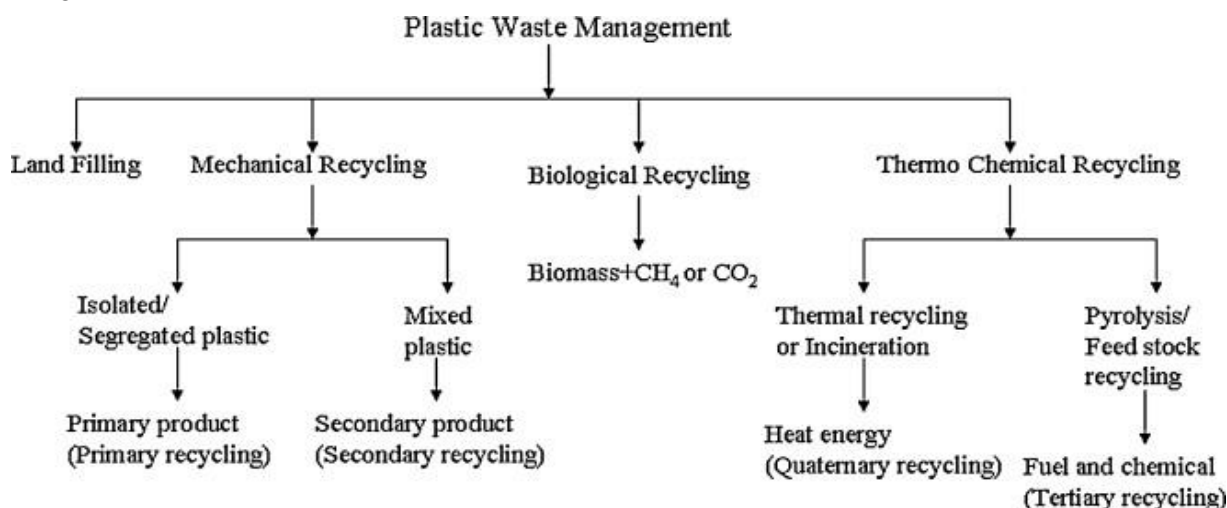 Plastic Waste Management
Land Filling
Mechanical Recycling
Biological Recycling
Thermo Chemical Recycling
Isolated/
Segregated plastic
Mixed
plastic
Biomass+CH₄ or CO₂
Thermal recycling
or Incineration
Pyrolysis/
Feed stock
recycling
Primary product
(Primary recycling)
Secondary product
(Secondary recycling)
Heat energy
(Quaternary recycling)
Fuel and chemical
(Tertiary recycling)